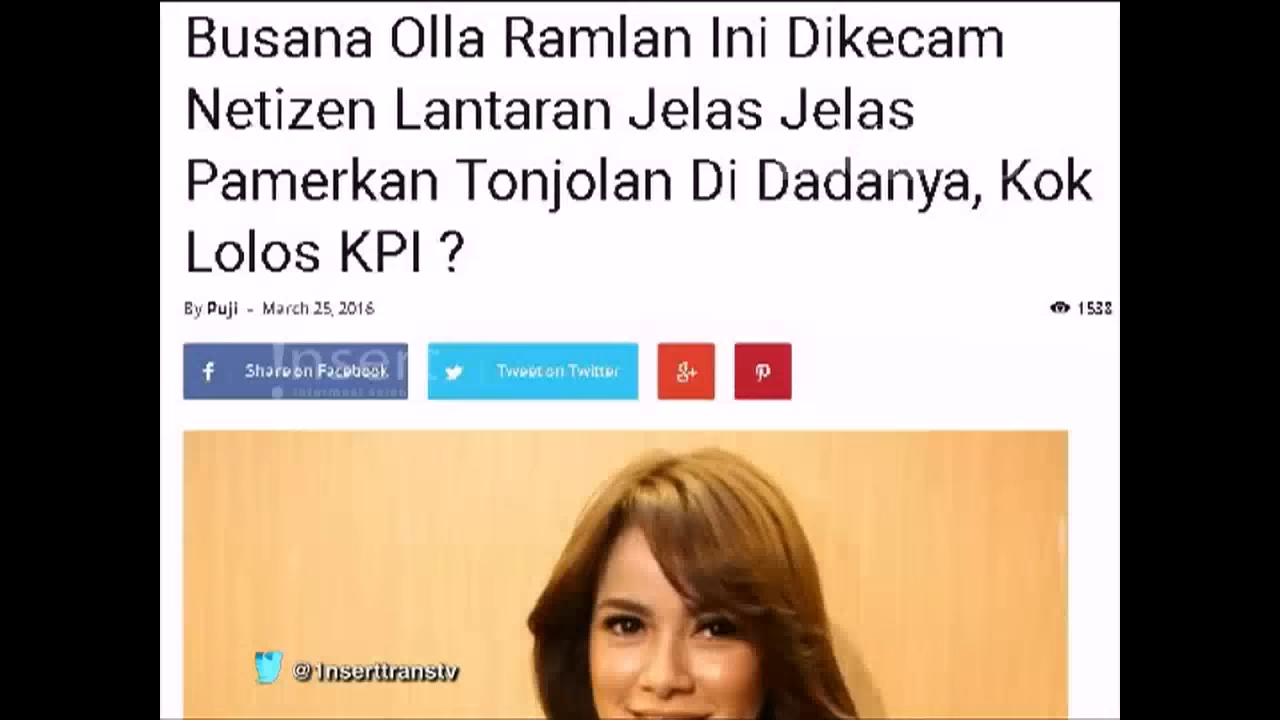 Busana Olla Ramlan Ini Dikecam
Netizen Lantaran Jelas Jelas
Pamerkan Tonjolan Di Dadanya, Kok
Lolos KPI ?
By Puji - March 25, 2016
1538
Share on Facebook
Tweet on Twitter
g+
insert
@1nserttranstv